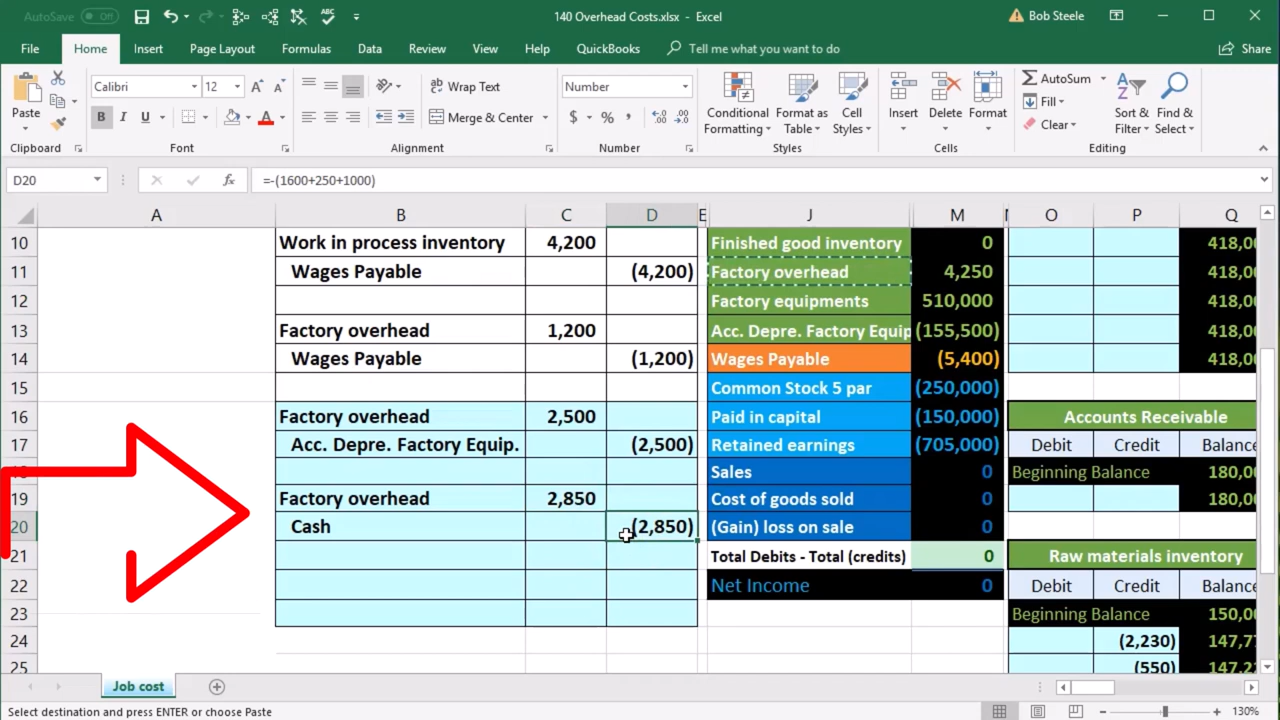 AutoSave Off 140 Overhead Costs.xlsx - Excel Bob Steele
File Home Insert Page Layout Formulas Data Review View Help QuickBooks Tell me what you want to do Share
Paste Calibri 12 Wrap Text Number Conditional Formatting Format as Table Cell Styles Insert Delete Format AutoSum Sort & Filter Find & Select
B I U A Merge & Center $ % Fill
Clear
Clipboard Font Alignment Number Styles Cells Editing
D20 fx =-(1600+250+1000)
A B C D E J M O P Q
10 Work in process inventory 4,200 Finished good inventory 0 418,0
11 Wages Payable (4,200) Factory overhead 4,250 418,0
12 Factory equipments 510,000 418,0
13 Factory overhead 1,200 Acc. Depre. Factory Equip (155,500) 418,0
14 Wages Payable (1,200) Wages Payable (5,400) 418,0
15 Common Stock 5 par (250,000)
16 Factory overhead 2,500 Paid in capital (150,000) Accounts Receivable
17 Acc. Depre. Factory Equip. (2,500) Retained earnings (705,000) Debit Credit Balance
Sales 0 Beginning Balance 180,0
19 Factory overhead 2,850 Cost of goods sold 0 180,0
20 Cash (2,850) (Gain) loss on sale 0
21 Total Debits - Total (credits) 0 Raw materials inventory
22 Net Income 0 Debit Credit Balance
23 Beginning Balance 150,0
24 (2,230) 147,7
25 (550) 147,2
Job cost
Select destination and press ENTER or choose Paste 130%